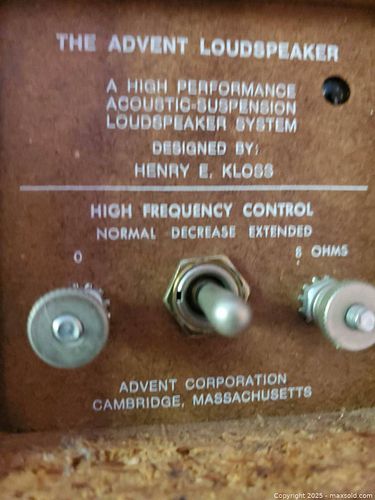 THE ADVENT LOUDSPEAKER
A HIGH PERFORMANCE
ACOUSTIC-SUSPENSION
LOUDSPEAKER SYSTEM
DESIGNED BY:
HENRY E. KLOSS
HIGH FREQUENCY CONTROL
NORMAL DECREASE EXTENDED
0 8 OHMS
ADVENT CORPORATION
CAMBRIDGE, MASSACHUSETTS
Copyright 2025 - maxsold.com